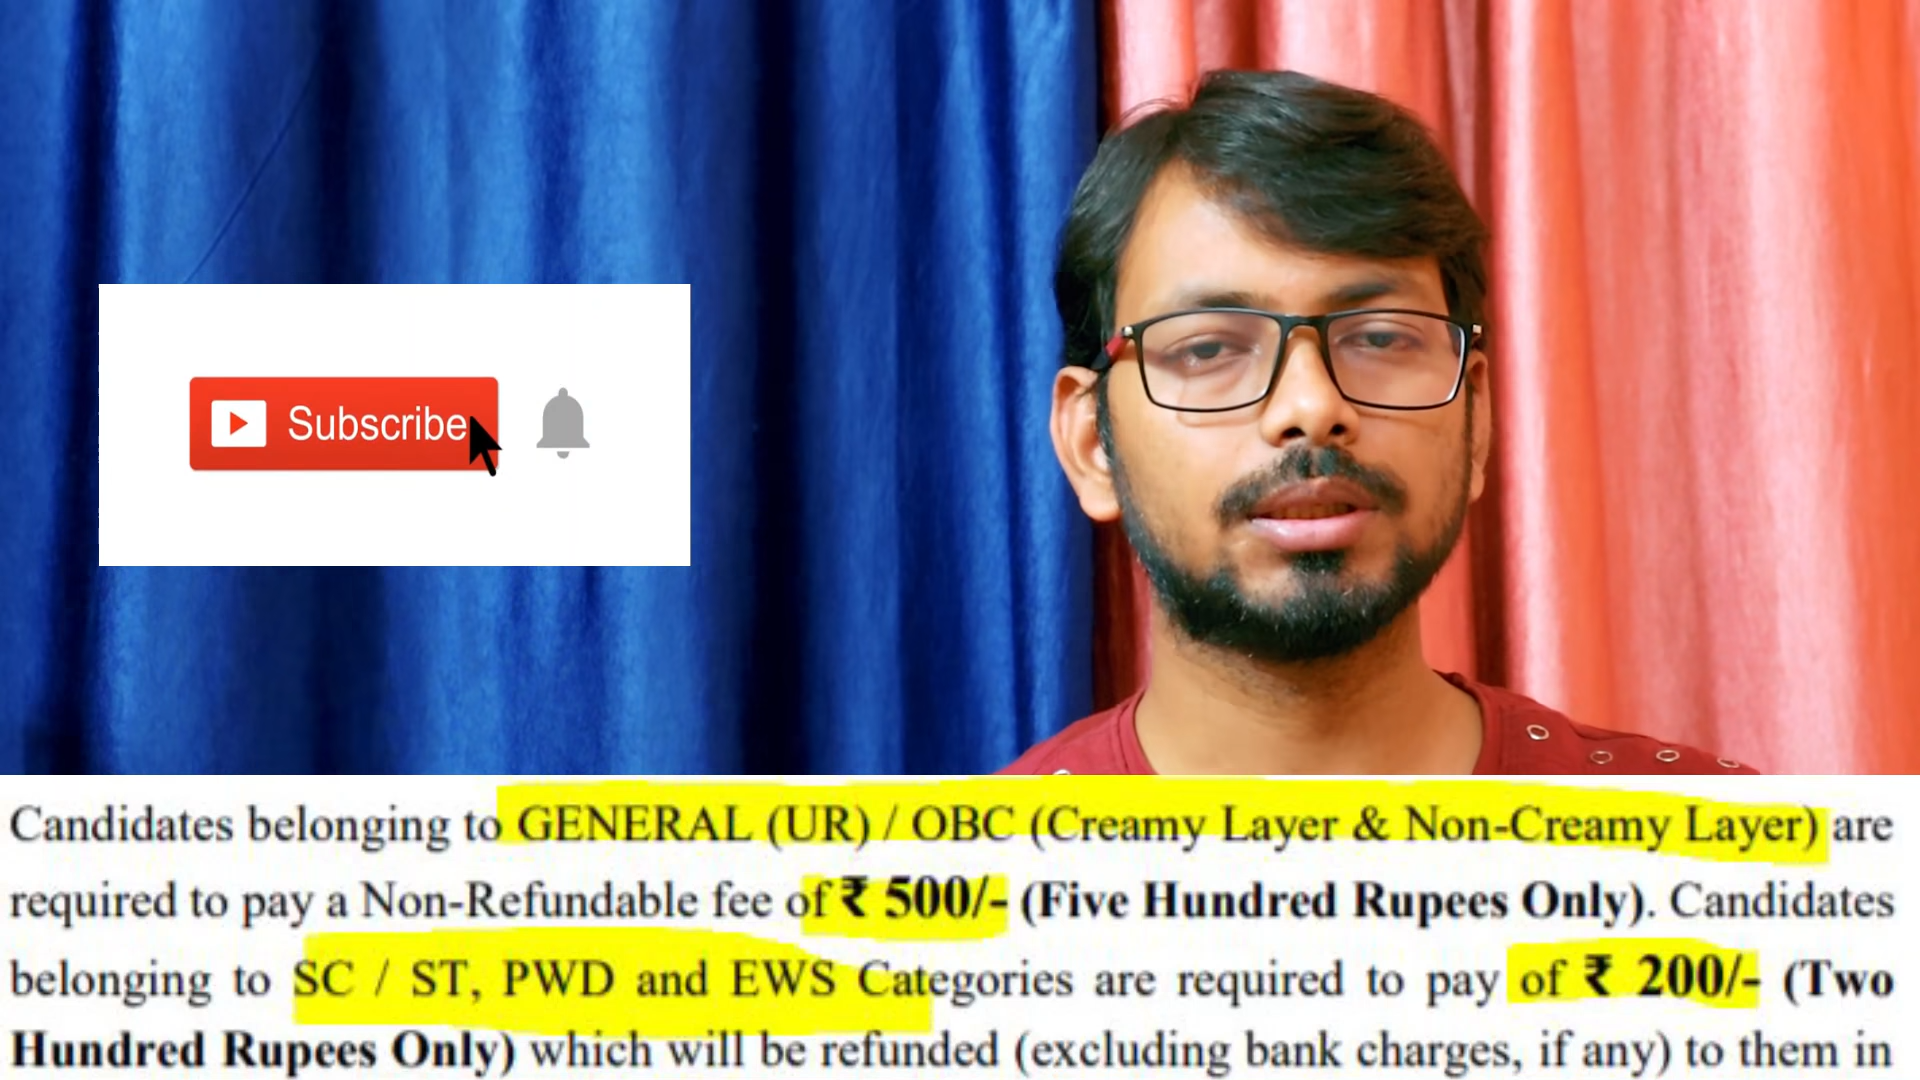 Subscribe
Candidates belonging to GENERAL (UR) / OBC (Creamy Layer & Non-Creamy Layer) are
required to pay a Non-Refundable fee of ₹ 500/- (Five Hundred Rupees Only). Candidates
belonging to SC / ST, PWD and EWS Categories are required to pay of ₹ 200/- (Two
Hundred Rupees Only) which will be refunded (excluding bank charges, if any) to them in